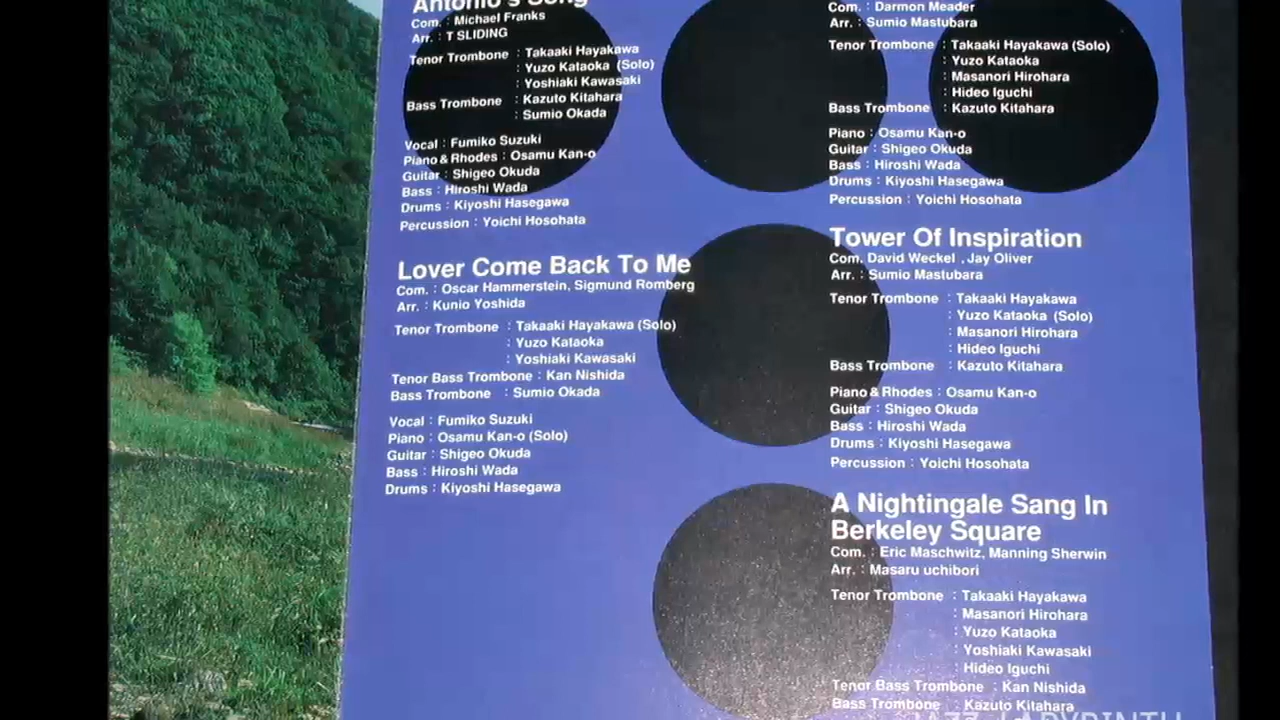 Antonio's Song
Com. : Michael Franks
Arr. : T SLIDING
Tenor Trombone : Takaaki Hayakawa
: Yuzo Kataoka (Solo)
: Yoshiaki Kawasaki
Bass Trombone : Kazuto Kitahara
: Sumio Okada
Vocal : Fumiko Suzuki
Piano & Rhodes : Osamu Kan-o
Guitar : Shigeo Okuda
Bass : Hiroshi Wada
Drums : Kiyoshi Hasegawa
Percussion : Yoichi Hosohata
Lover Come Back To Me
Com. : Oscar Hammerstein, Sigmund Romberg
Arr. : Kunio Yoshida
Tenor Trombone : Takaaki Hayakawa (Solo)
: Yuzo Kataoka
: Yoshiaki Kawasaki
Tenor Bass Trombone : Kan Nishida
Bass Trombone : Sumio Okada
Vocal : Fumiko Suzuki
Piano : Osamu Kan-o (Solo)
Guitar : Shigeo Okuda
Bass : Hiroshi Wada
Drums : Kiyoshi Hasegawa
Com. : Darmon Meader
Arr. : Sumio Mastubara
Tenor Trombone : Takaaki Hayakawa (Solo)
: Yuzo Kataoka
: Masanori Hirohara
: Hideo Iguchi
Bass Trombone : Kazuto Kitahara
Piano : Osamu Kan-o
Guitar : Shigeo Okuda
Bass : Hiroshi Wada
Drums : Kiyoshi Hasegawa
Percussion : Yoichi Hosohata
Tower Of Inspiration
Com. David Weckel , Jay Oliver
Arr. : Sumio Mastubara
Tenor Trombone : Takaaki Hayakawa
: Yuzo Kataoka (Solo)
: Masanori Hirohara
: Hideo Iguchi
Bass Trombone : Kazuto Kitahara
Piano & Rhodes : Osamu Kan-o
Guitar : Shigeo Okuda
Bass : Hiroshi Wada
Drums : Kiyoshi Hasegawa
Percussion : Yoichi Hosohata
A Nightingale Sang In
Berkeley Square
Com. : Eric Maschwitz, Manning Sherwin
Arr. : Masaru uchibori
Tenor Trombone : Takaaki Hayakawa
: Masanori Hirohara
: Yuzo Kataoka
: Yoshiaki Kawasaki
: Hideo Iguchi
Tenor Bass Trombone : Kan Nishida
Bass Trombone : Kazuto Kitahara
JAZZ LABYRINTH